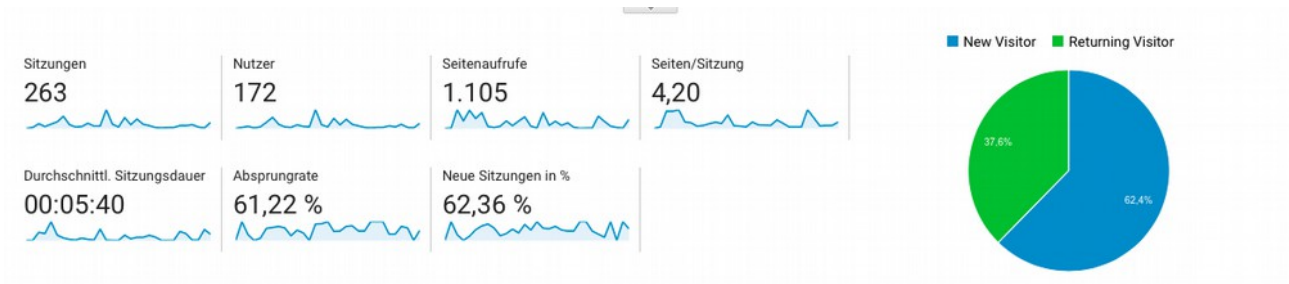 New Visitor
Returning Visitor
Sitzungen
263
Nutzer
172
Seitenaufrufe
1.105
Seiten/Sitzung
4,20
Durchschnittl. Sitzungsdauer
00:05:40
Absprungrate
61,22 %
Neue Sitzungen in %
62,36 %
37,6%
62,4%